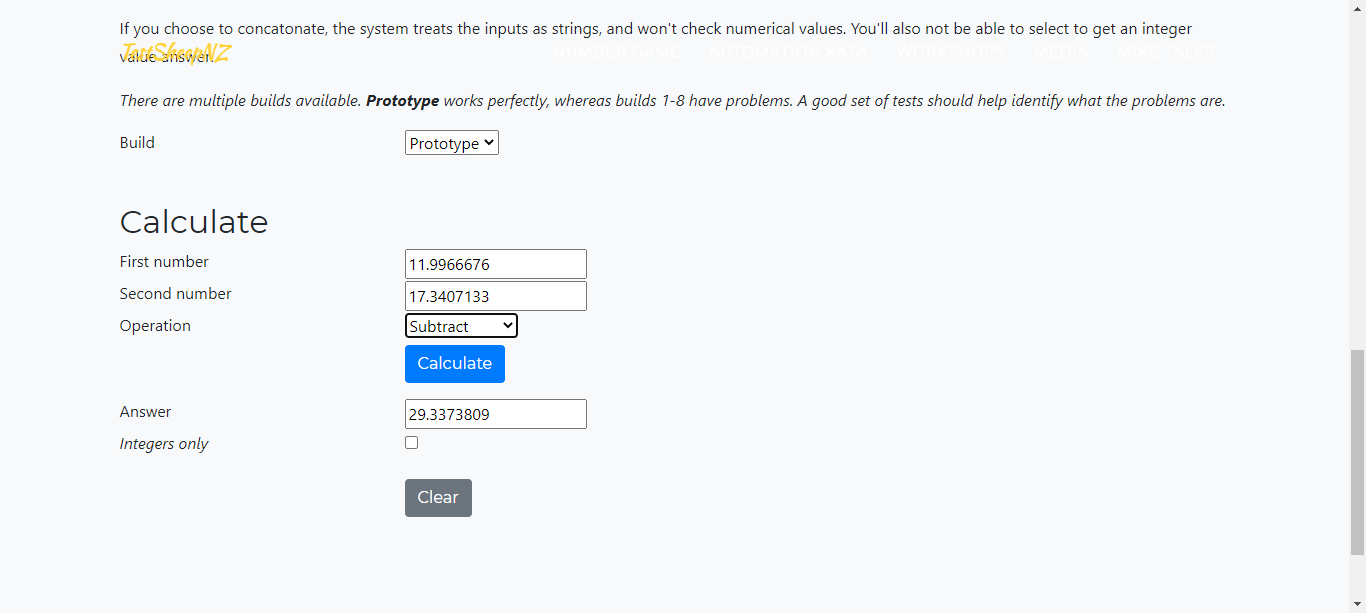 If you choose to concatonate, the system treats the inputs as strings, and won't check numerical values. You'll also not be able to select to get an integer
TestSheepNZ
NUMBER GAME AUTOMATION DATA WORKSHOPS MEDIA MIKE TALKS
value answer.
There are multiple builds available. Prototype works perfectly, whereas builds 1-8 have problems. A good set of tests should help identify what the problems are.
Build Prototype
Calculate
First number 11.9966676
Second number 17.3407133
Operation Subtract
Calculate
Answer 29.3373809
Integers only
Clear